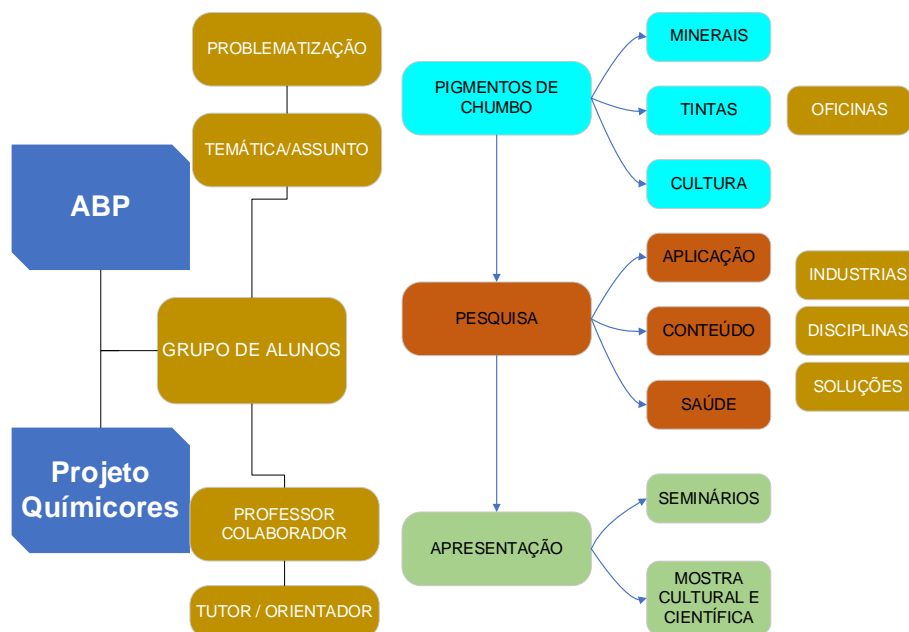 PROBLEMATIZAÇÃO
TEMÁTICA/ASSUNTO
ABP
GRUPO DE ALUNOS
Projeto
Químicores
PROFESSOR
COLABORADOR
TUTOR / ORIENTADOR
PIGMENTOS DE
CHUMBO
MINERAIS
TINTAS
OFICINAS
CULTURA
PESQUISA
APLICAÇÃO
INDUSTRIAS
CONTEÚDO
DISCIPLINAS
SAÚDE
SOLUÇÕES
APRESENTAÇÃO
SEMINÁRIOS
MOSTRA
CULTURAL E
CIENTÍFICA